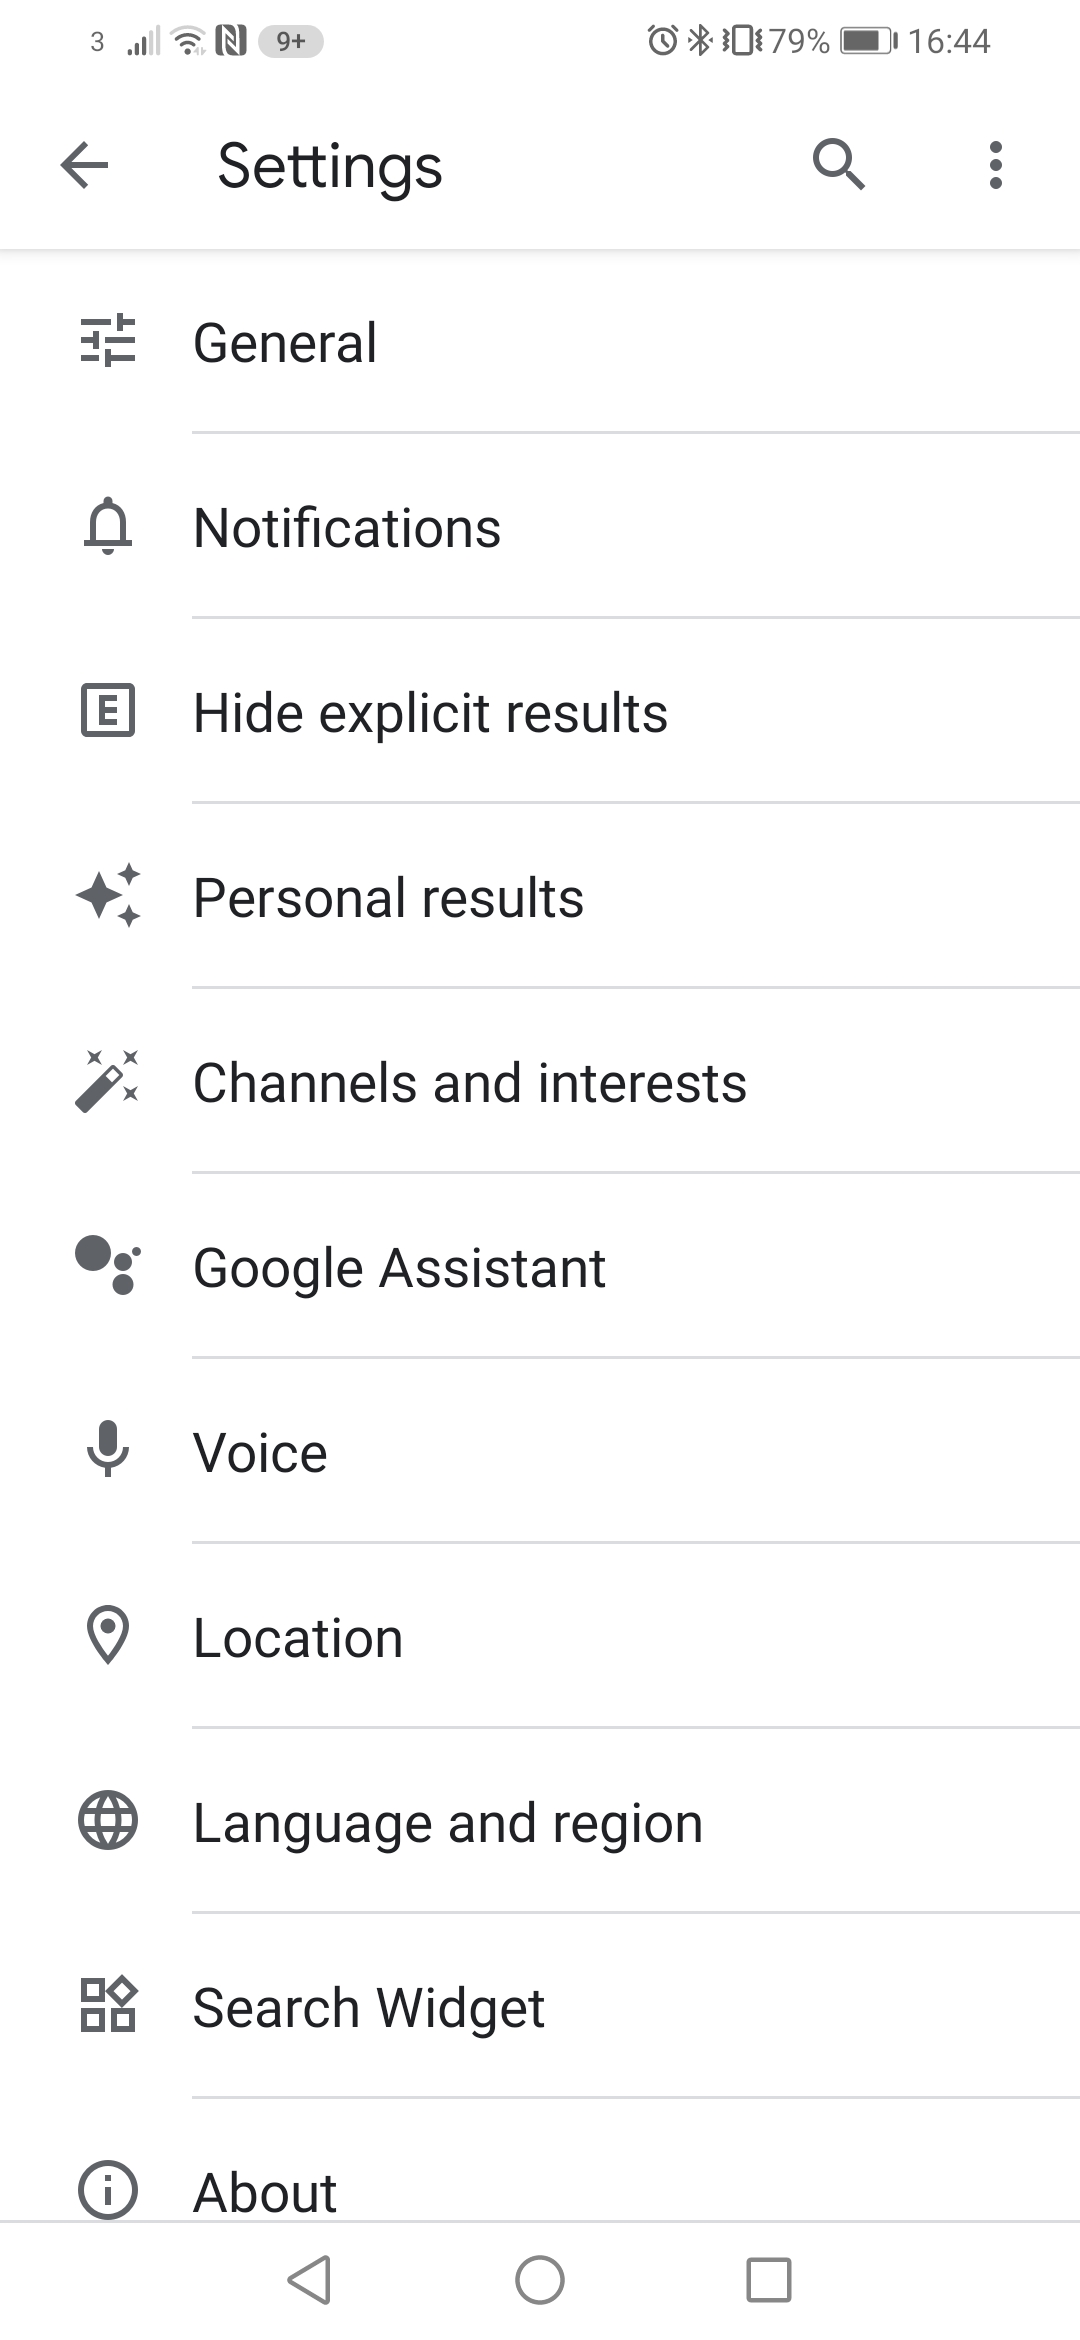 3 9+ 79% 16:44
Settings
General
Notifications
E Hide explicit results
Personal results
Channels and interests
Google Assistant
Voice
Location
Language and region
Search Widget
About